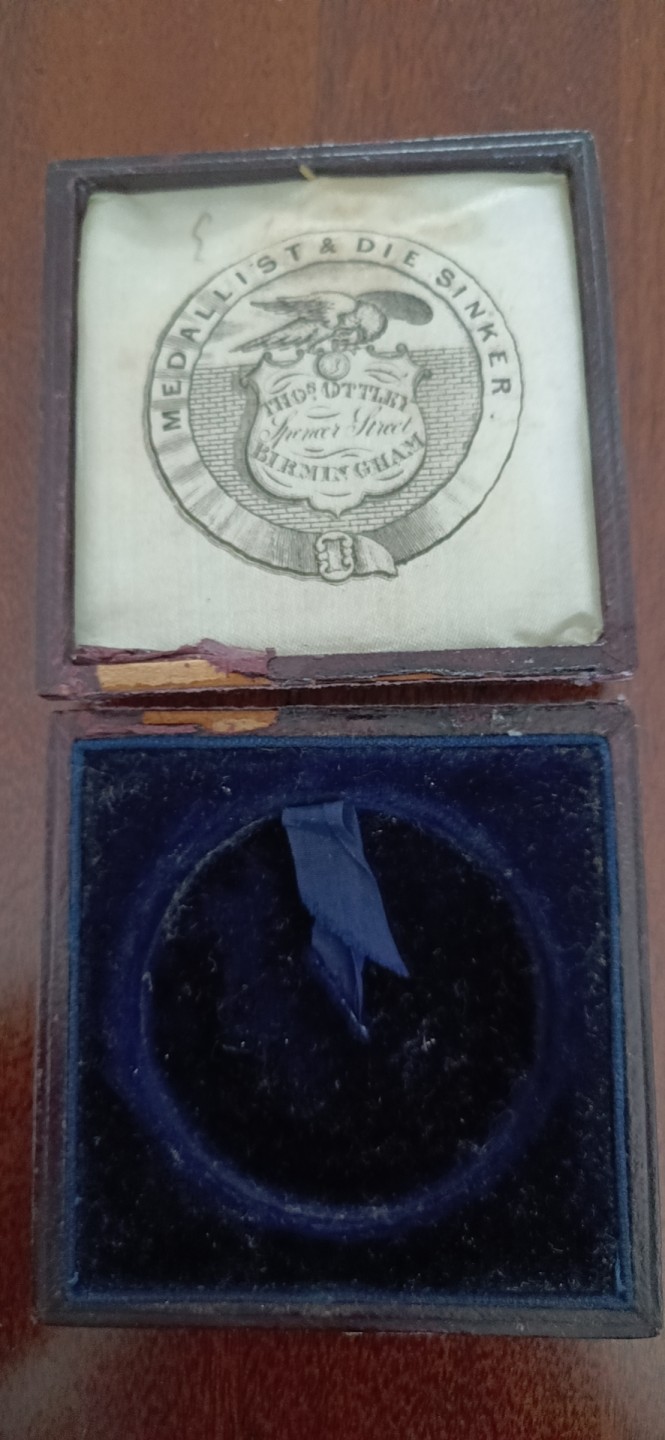 MEDALLIST & DIE SINKER.
THOS OTTLEY
Spencer Street
BIRMINGHAM